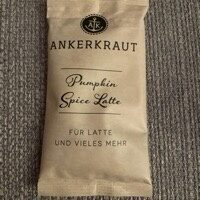 ANKERKRAUT
Pumpkin
Spice Latte
FÜR LATTE
UND VIELES MEHR